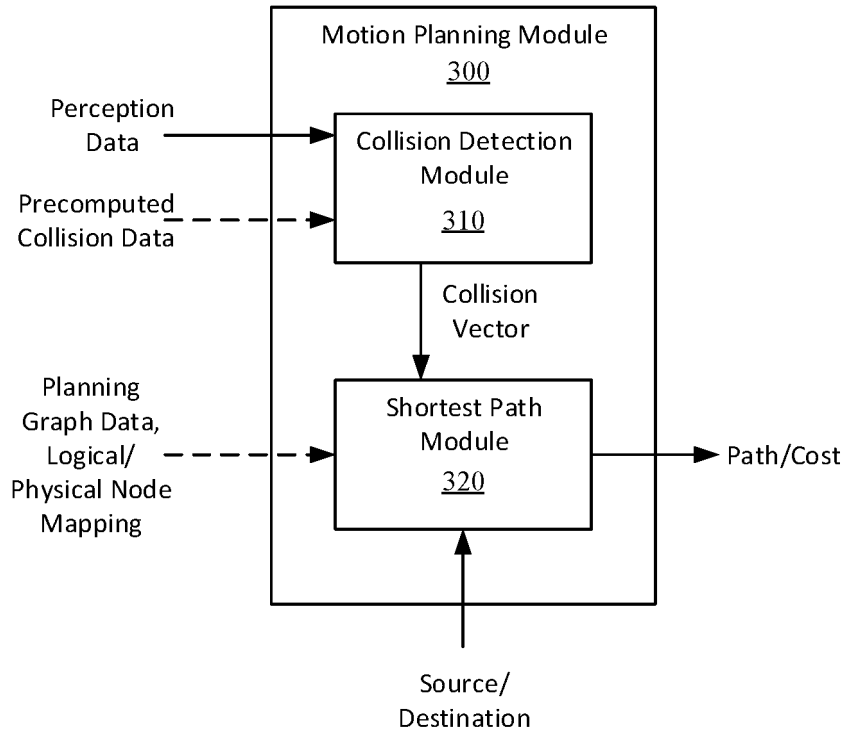 Motion Planning Module
300
Perception
Data
Collision Detection
Module
310
Precomputed
Collision Data
Collision
Vector
Planning
Graph Data,
Logical/
Physical Node
Mapping
Shortest Path
Module
320
Path/Cost
Source/
Destination